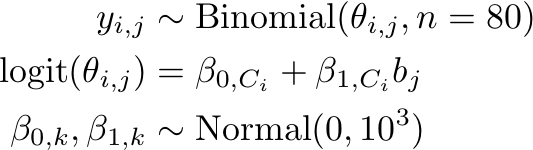 y_{i,j} ∼ Binomial(θ_{i,j}, n = 80)
logit(θ_{i,j}) = β_{0,C_i} + β_{1,C_i} b_j
β_{0,k}, β_{1,k} ∼ Normal(0, 10^3)